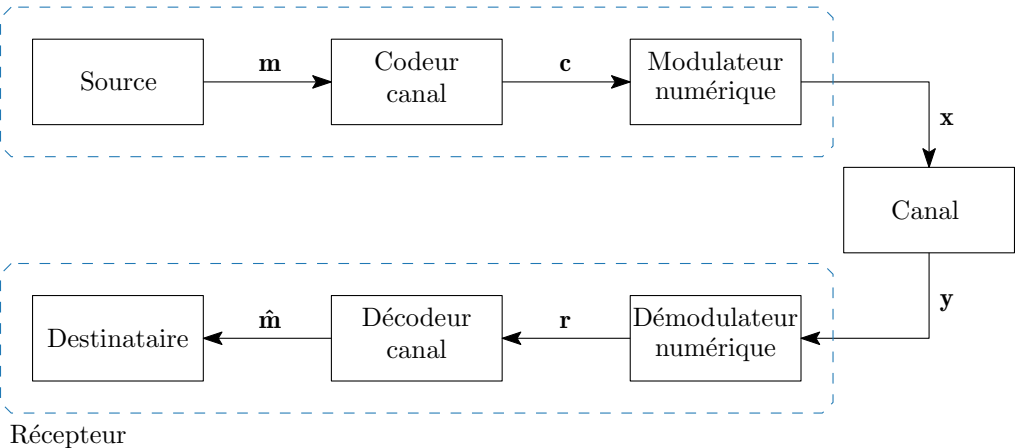 Source
m
Codeur
canal
c
Modulateur
numérique
x
Canal
y
Destinataire
m̂
Décodeur
canal
r
Démodulateur
numérique
Récepteur